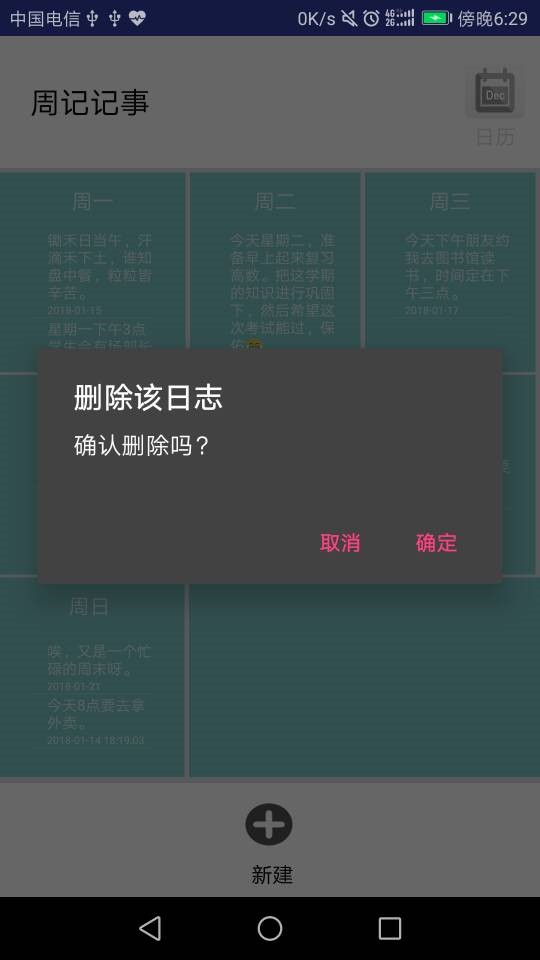 中国电信 0K/s 4G 2G 傍晚6:29
周记记事
Dec
日历
周一
锄禾日当午，汗
滴禾下土，谁知
盘中餐，粒粒皆
辛苦。
2018-01-15
星期一下午3点
学生会有场部长
周二
今天星期二，准
备早上起来复习
高数。把这学期
的知识进行巩固
下，然后希望这
次考试能过，保
佑😄
周三
今天下午朋友约
我去图书馆读
书，时间定在下
午三点。
2018-01-17
删除该日志
确认删除吗？
取消 确定
周日
唉，又是一个忙
碌的周末呀。
2018-01-21
今天8点要去拿
外卖。
2018-01-14 18:19:03
新建